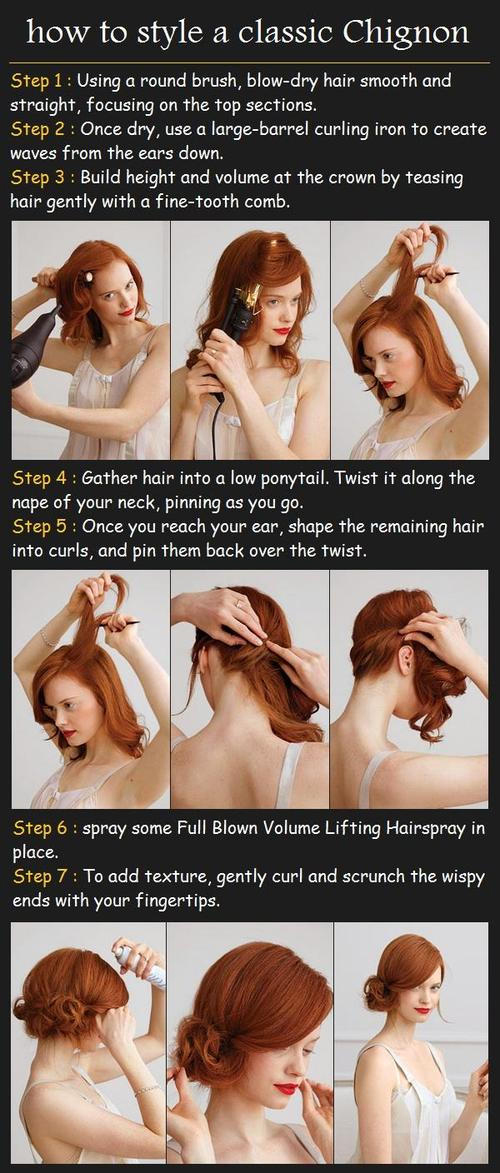 how to style a classic Chignon
Step 1 : Using a round brush, blow-dry hair smooth and
straight, focusing on the top sections.
Step 2 : Once dry, use a large-barrel curling iron to create
waves from the ears down.
Step 3 : Build height and volume at the crown by teasing
hair gently with a fine-tooth comb.
Step 4 : Gather hair into a low ponytail. Twist it along the
nape of your neck, pinning as you go.
Step 5 : Once you reach your ear, shape the remaining hair
into curls, and pin them back over the twist.
Step 6 : spray some Full Blown Volume Lifting Hairspray in
place.
Step 7 : To add texture, gently curl and scrunch the wispy
ends with your fingertips.